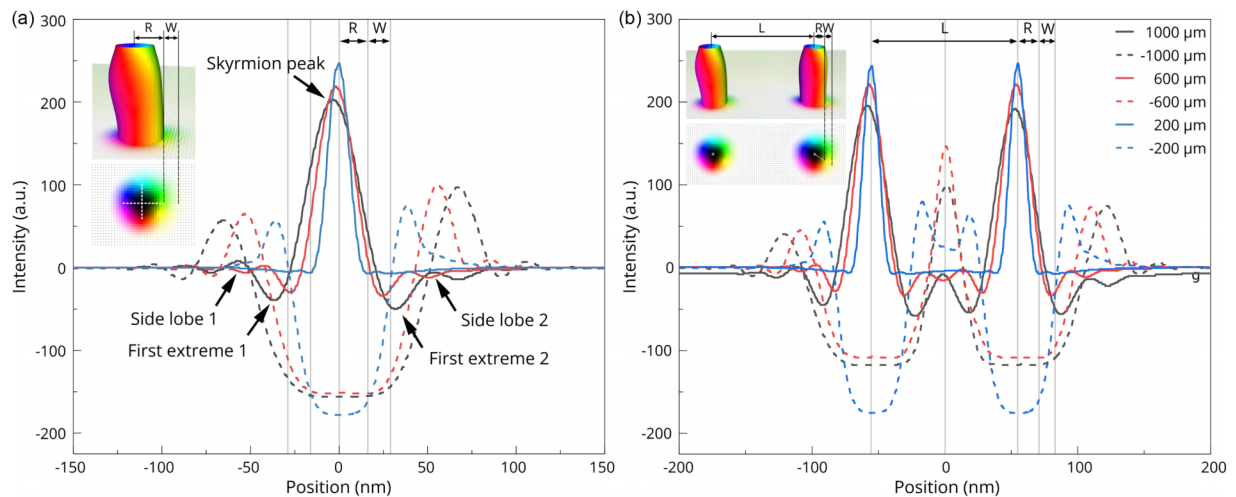 (a)
300
200
100
0
-100
-200
Intensity (a.u.)
-150
-100
-50
0
50
100
150
Position (nm)
R W
R W
Skyrmion peak
Side lobe 1
First extreme 1
Side lobe 2
First extreme 2
(b)
300
200
100
0
-100
-200
Intensity (a.u.)
-200
-100
0
100
200
Position (nm)
L RW
L R W
1000 µm
-1000 µm
600 µm
-600 µm
200 µm
-200 µm
g